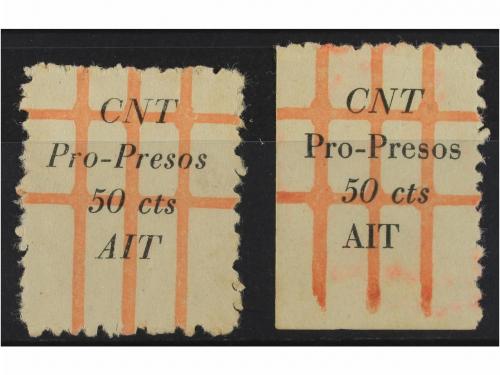 CNT
Pro-Presos
50 cts
AIT
CNT
Pro-Presos
50 cts
AIT